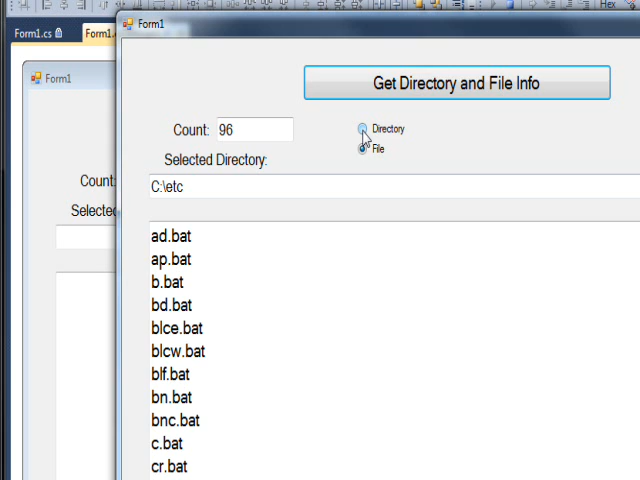 Hex
Form1.cs
Form1.
Form1
Form1
Get Directory and File Info
Count: 96
Directory
File
Selected Directory:
C:\etc
Count:
Selected
ad.bat
ap.bat
b.bat
bd.bat
blce.bat
blcw.bat
blf.bat
bn.bat
bnc.bat
c.bat
cr.bat